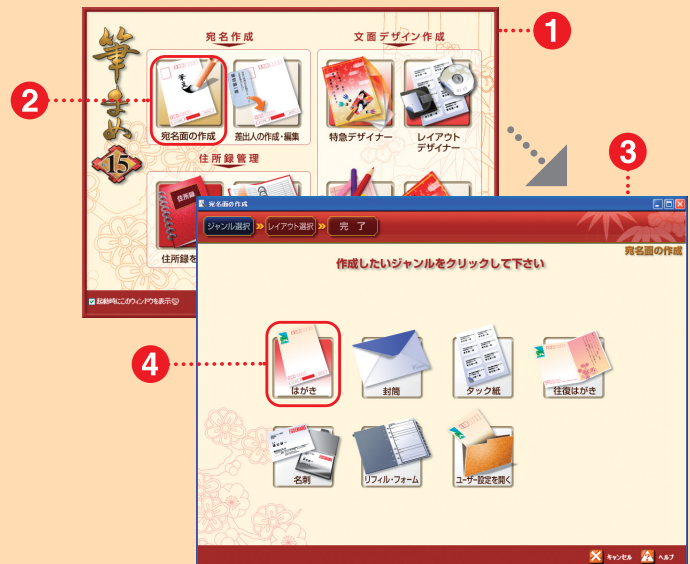 1
筆まめ
15
宛名作成
文面デザイン作成
2
宛名面の作成
差出人の作成・編集
特急デザイナー
レイアウト
デザイナー
住所録管理
住所録
住所録を
起動時にこのウィンドウを表示(S)
3
宛名面の作成
ジャンル選択 » レイアウト選択 » 完了
宛名面の作成
作成したいジャンルをクリックして下さい
4
はがき
封筒
タック紙
往復はがき
名刺
リフィル・フォーム
ユーザー設定を開く
キャンセル
ヘルプ